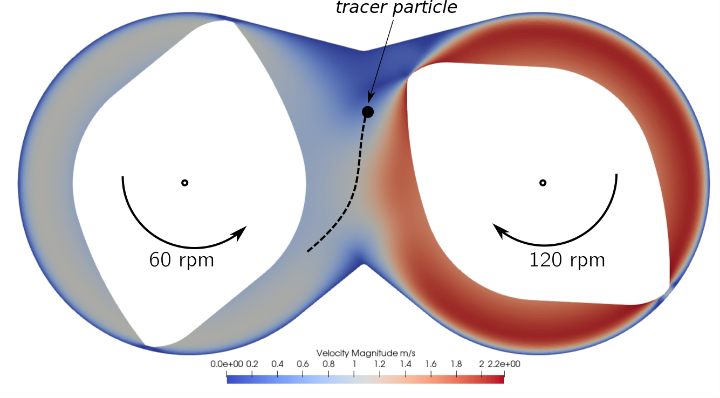 tracer particle
60 rpm
120 rpm
Velocity Magnitude m/s
0.0e+00 0.2 0.4 0.6 0.8 1 1.2 1.4 1.6 1.8 2 2.2e+00